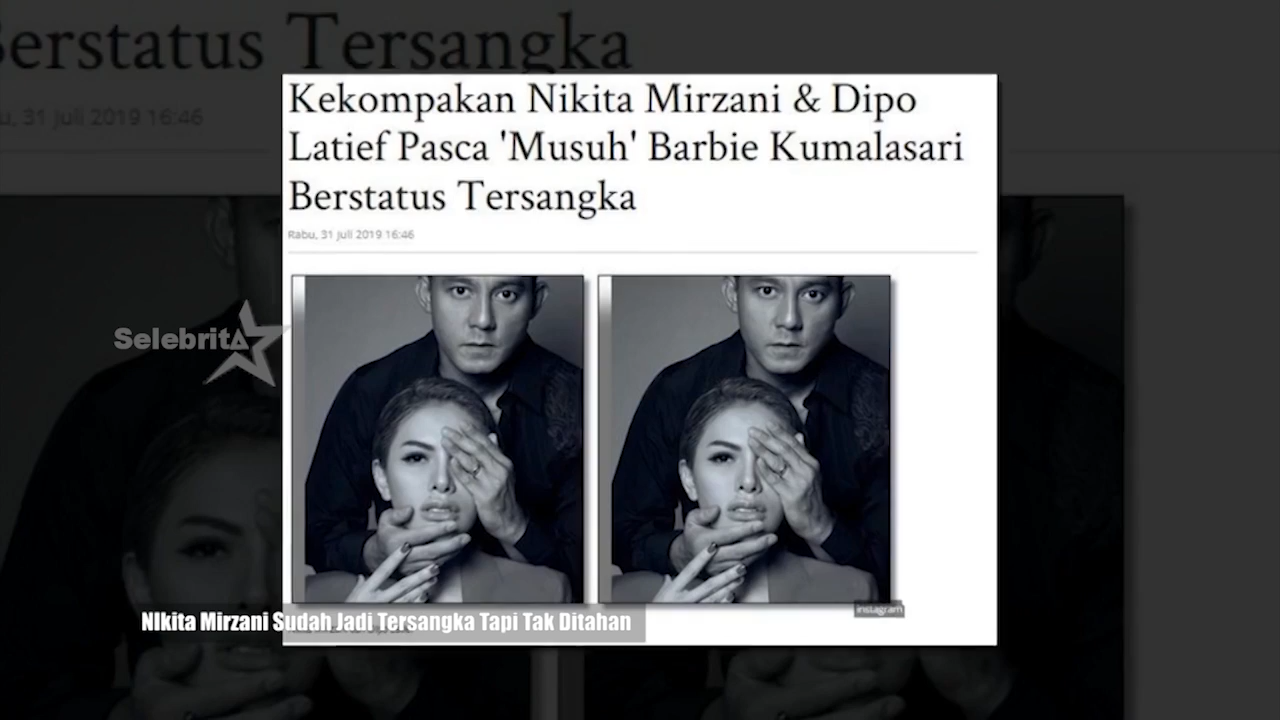 Berstatus Tersangka
Rabu, 31 juli 2019 16:46
Kekompakan Nikita Mirzani & Dipo
Latief Pasca 'Musuh' Barbie Kumalasari
Berstatus Tersangka
Rabu, 31 juli 2019 16:46
Selebrita
instagram
NIkita Mirzani Sudah Jadi Tersangka Tapi Tak Ditahan